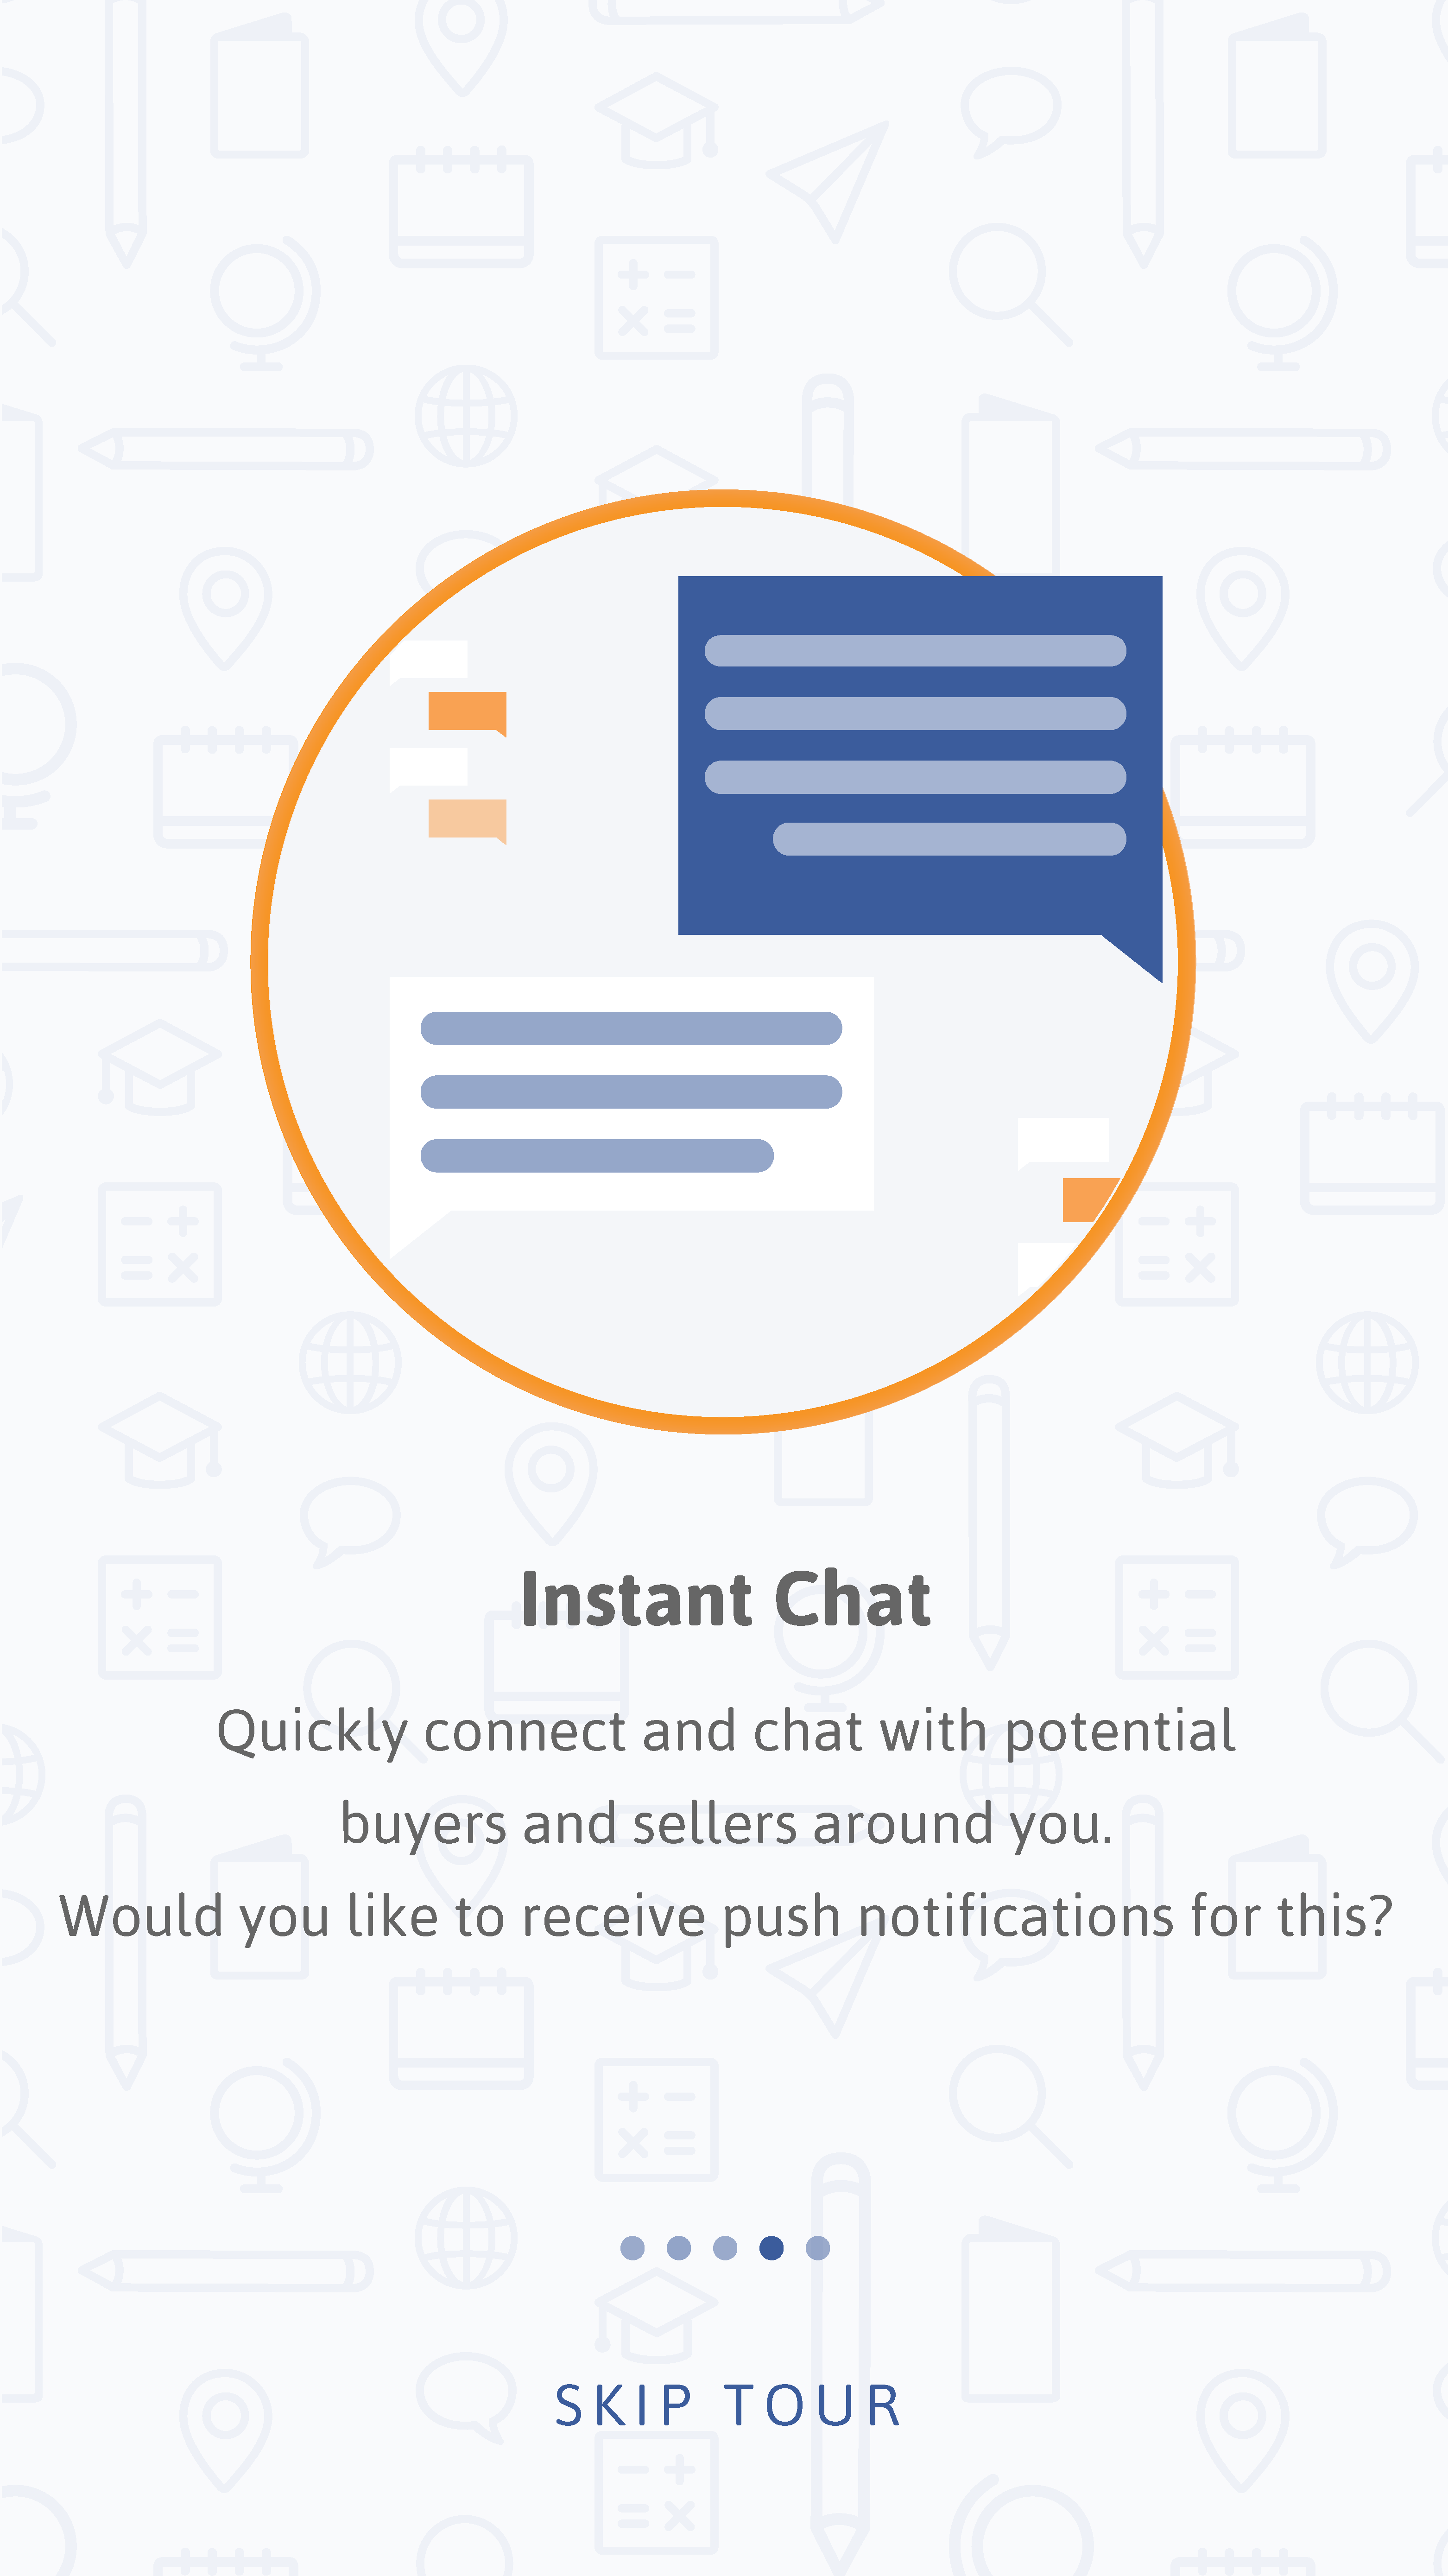 Instant Chat
Quickly connect and chat with potential
buyers and sellers around you.
Would you like to receive push notifications for this?
SKIP TOUR